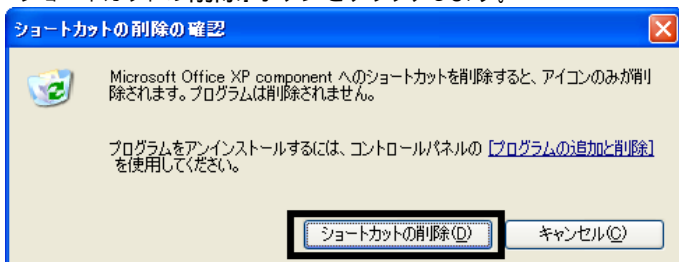 ショートカットの削除の確認
Microsoft Office XP component へのショートカットを削除すると、アイコンのみが削
除されます。プログラムは削除されません。
プログラムをアンインストールするには、コントロールパネルの [プログラムの追加と削除]
を使用してください。
ショートカットの削除(D)
キャンセル(C)